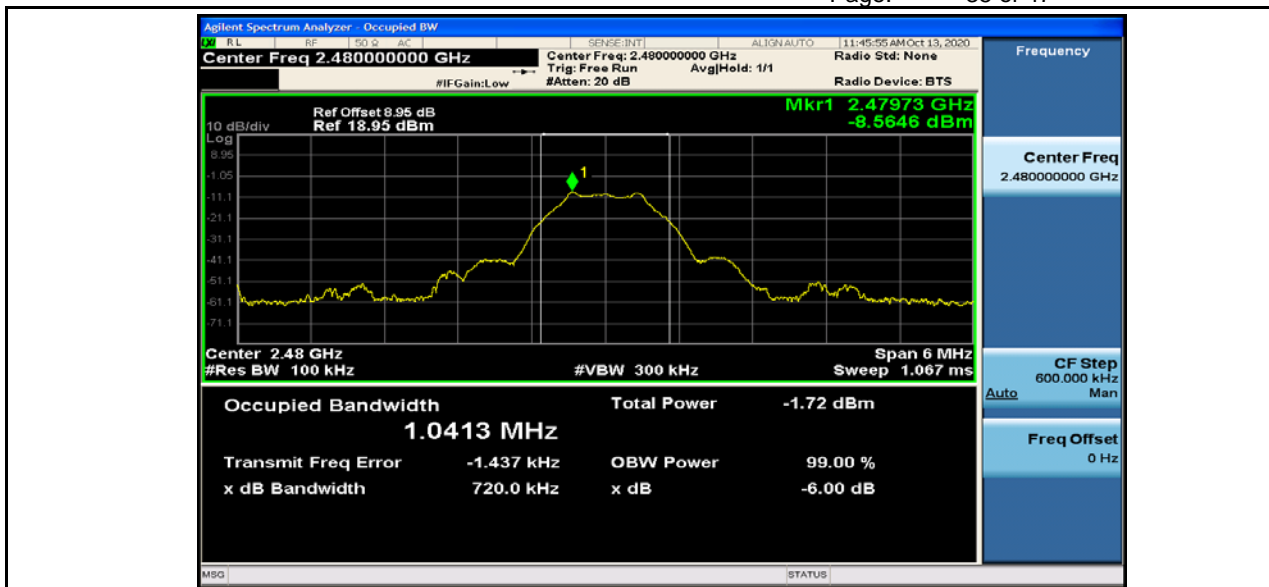 Agilent Spectrum Analyzer - Occupied BW
RL RF 50 Ω AC SENSE:INT ALIGN AUTO 11:45:55 AM Oct 13, 2020
Center Freq 2.480000000 GHz
Center Freq: 2.480000000 GHz
Radio Std: None
Trig: Free Run Avg|Hold: 1/1
#IFGain:Low #Atten: 20 dB Radio Device: BTS
Ref Offset 8.95 dB
10 dB/div Ref 18.95 dBm
Mkr1 2.47973 GHz
-8.5646 dBm
Log
8.95
-1.05
-11.1
-21.1
-31.1
-41.1
-51.1
-61.1
-71.1
1
Center 2.48 GHz Span 6 MHz
#Res BW 100 kHz #VBW 300 kHz Sweep 1.067 ms
Occupied Bandwidth Total Power -1.72 dBm
1.0413 MHz
Transmit Freq Error -1.437 kHz OBW Power 99.00 %
x dB Bandwidth 720.0 kHz x dB -6.00 dB
MSG STATUS
Frequency
Center Freq
2.480000000 GHz
CF Step
600.000 kHz
Auto Man
Freq Offset
0 Hz